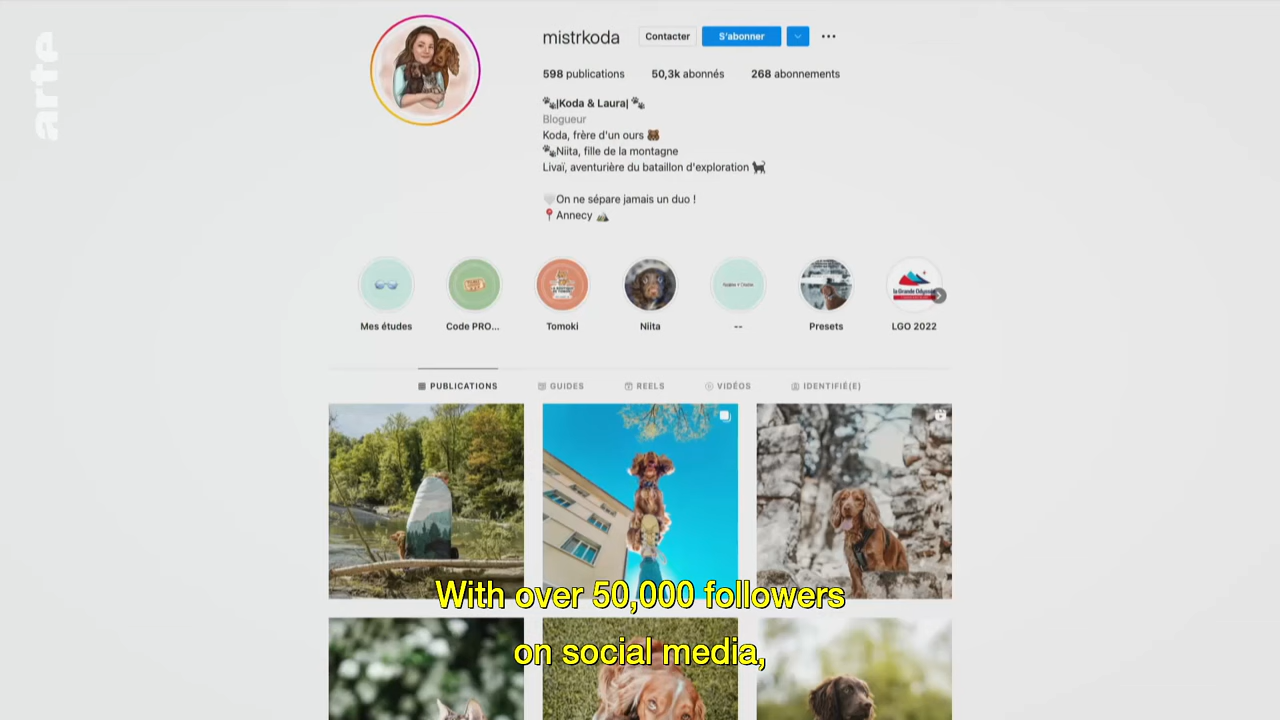 arte
mistrkoda
Contacter
S'abonner
598 publications
50,3k abonnés
268 abonnements
🐾|Koda & Laura| 🐾
Blogueur
Koda, frère d'un ours 🐻
🐾Niita, fille de la montagne
Livaï, aventurière du bataillon d'exploration 🐈‍⬛
🤍On ne sépare jamais un duo !
📍Annecy 🏔️
la Grande Odyssée
Mes études
Code PRO...
Tomoki
Niita
--
Presets
LGO 2022
PUBLICATIONS
GUIDES
REELS
VIDÉOS
IDENTIFIÉ(E)
With over 50,000 followers
on social media,